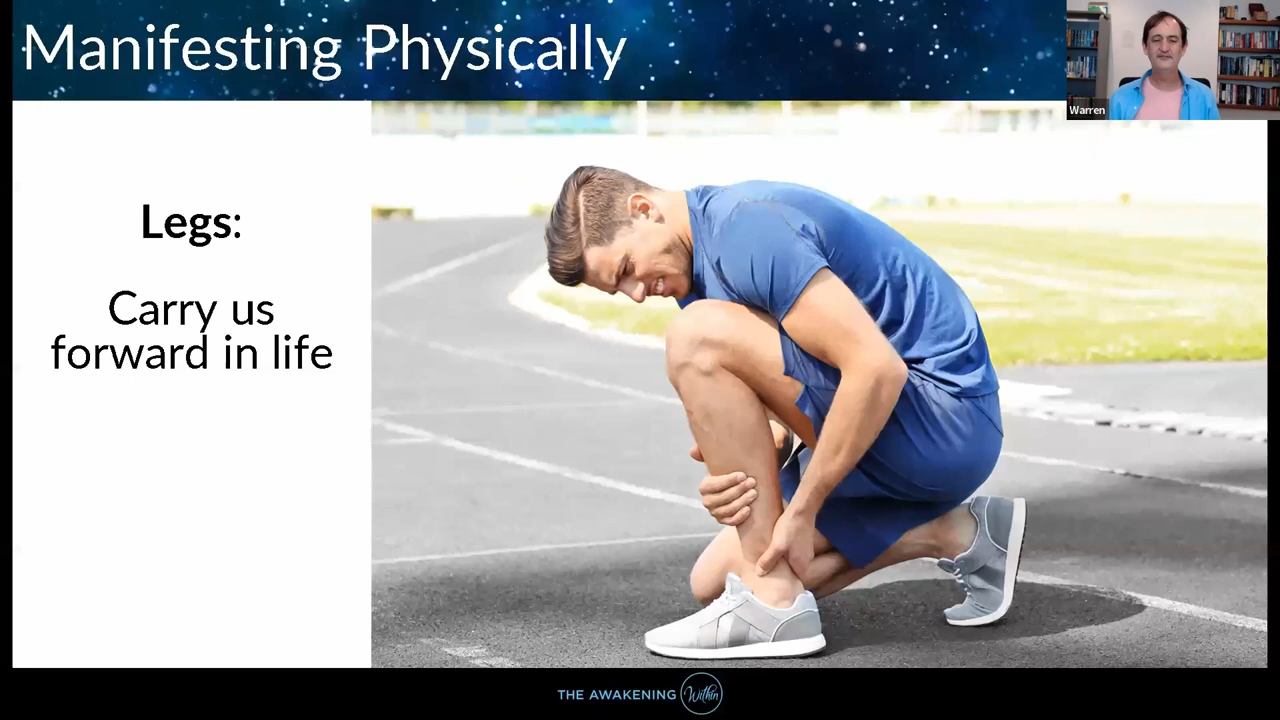 Manifesting Physically
Warren
Legs:
Carry us
forward in life
THE AWAKENING Within